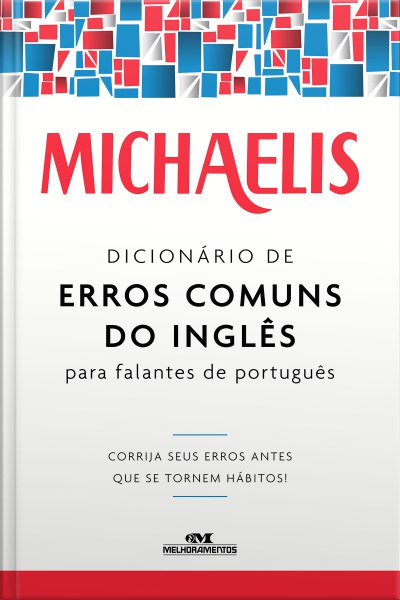 MICHAELIS
DICIONÁRIO DE
ERROS COMUNS
DO INGLÊS
para falantes de português
CORRIJA SEUS ERROS ANTES
QUE SE TORNEM HÁBITOS!
M
MELHORAMENTOS